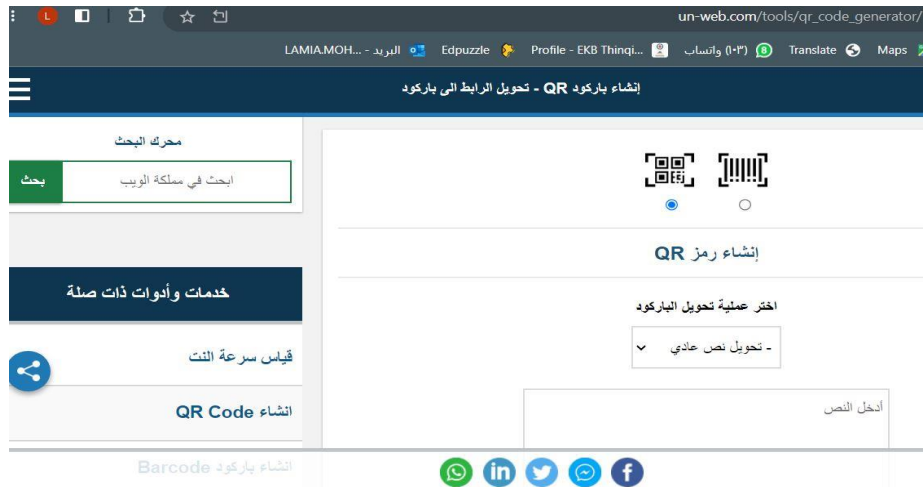 un-web.com/tools/qr_code_generator/
LAMIA.MOH... - البريد
Edpuzzle
Profile - EKB Thinqi...
(١٠٣) واتساب
Translate
Maps
إنشاء باركود QR - تحويل الرابط الى باركود
محرك البحث
ابحث في مملكة الويب
بحث
إنشاء رمز QR
اختر عملية تحويل الباركود
- تحويل نص عادي
أدخل النص
خدمات وأدوات ذات صلة
قياس سرعة النت
انشاء QR Code
انشاء باركود Barcode